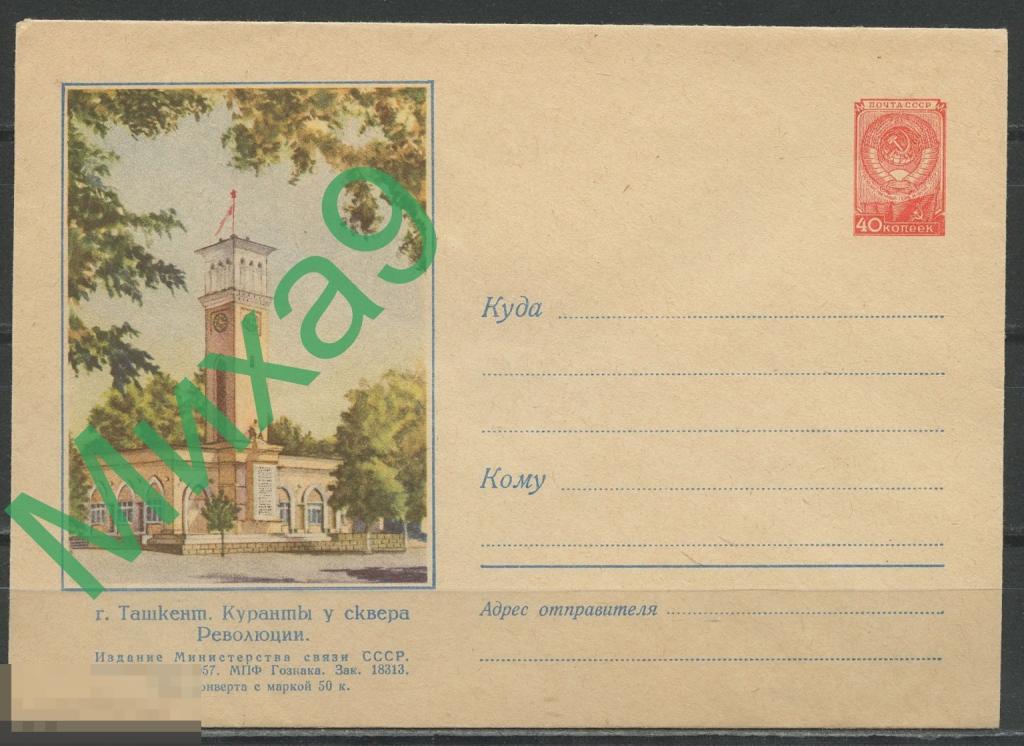 ПОЧТА СССР
40 копеек
Миха9
Куда
Кому
Адрес отправителя
г. Ташкент. Куранты у сквера
Революции.
Издание Министерства связи СССР.
57. МПФ Гознака. Зак. 18313.
конверта с маркой 50 к.